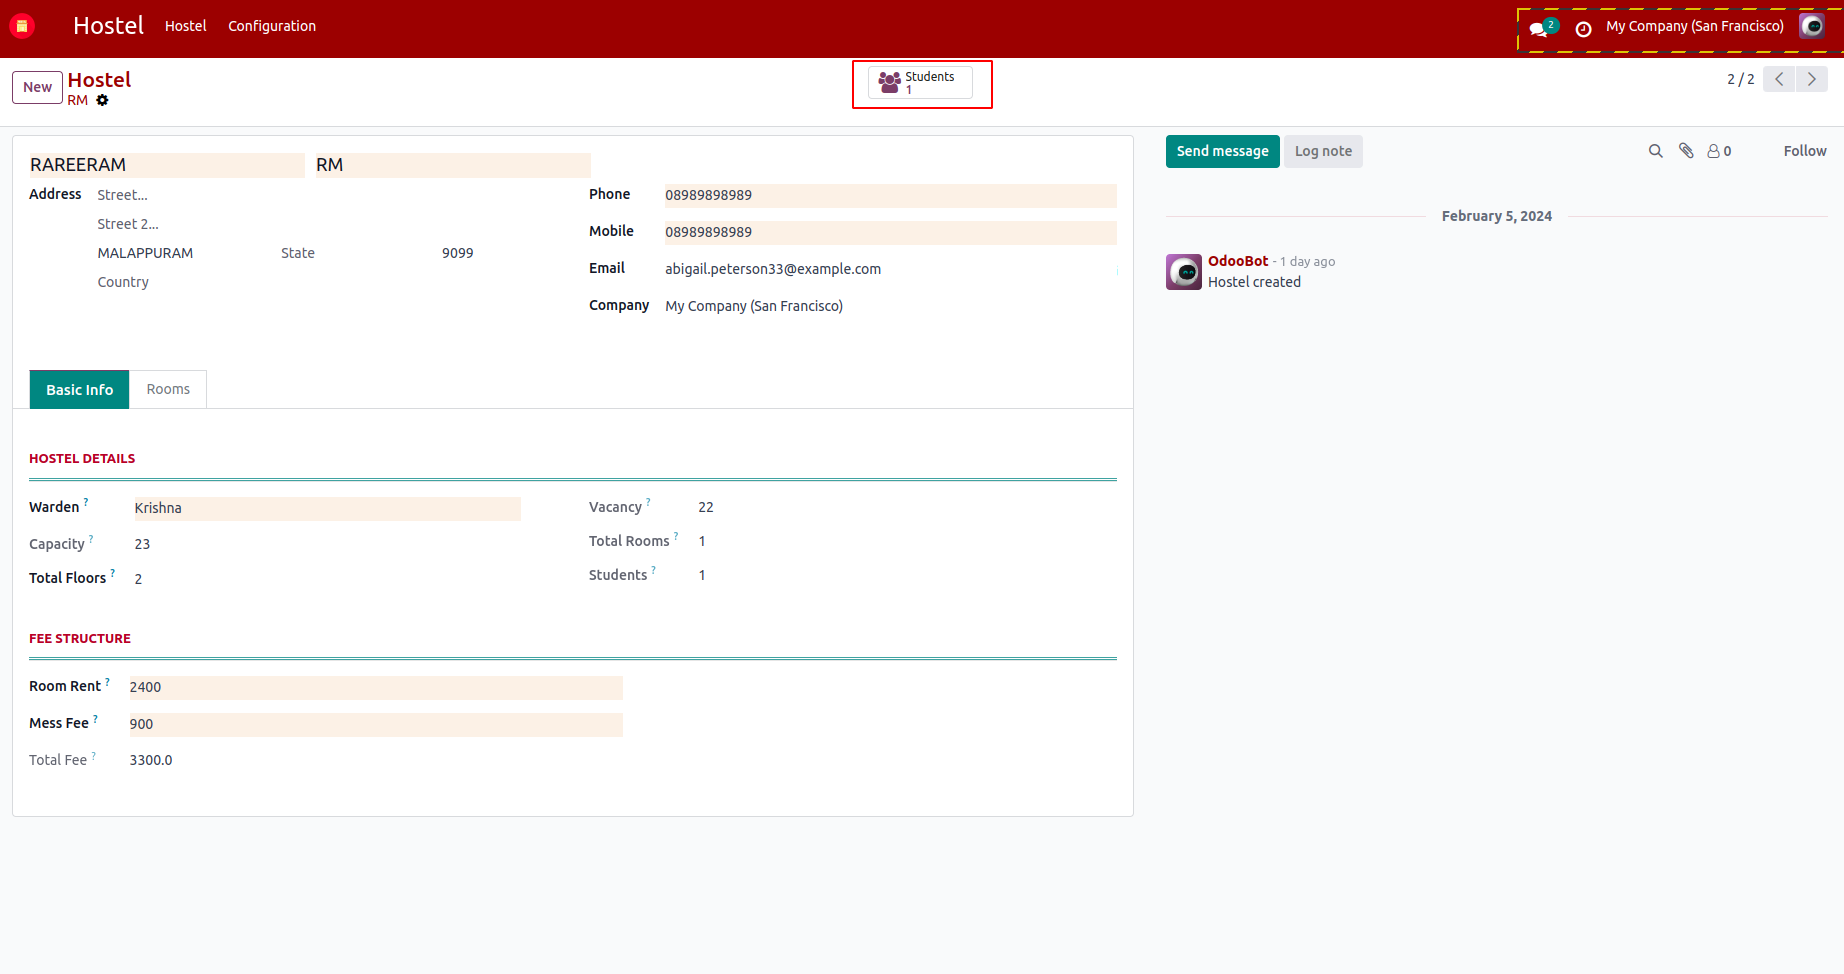 Hostel Hostel Configuration 2 My Company (San Francisco)
New Hostel
RM
Students
1
2 / 2
RAREERAM RM
Address Street...
Street 2...
MALAPPURAM State 9099
Country
Phone 08989898989
Mobile 08989898989
Email abigail.peterson33@example.com
Company My Company (San Francisco)
Basic Info Rooms
HOSTEL DETAILS
Warden ? Krishna
Capacity ? 23
Total Floors ? 2
Vacancy ? 22
Total Rooms ? 1
Students ? 1
FEE STRUCTURE
Room Rent ? 2400
Mess Fee ? 900
Total Fee ? 3300.0
Send message Log note 0 Follow
February 5, 2024
OdooBot - 1 day ago
Hostel created